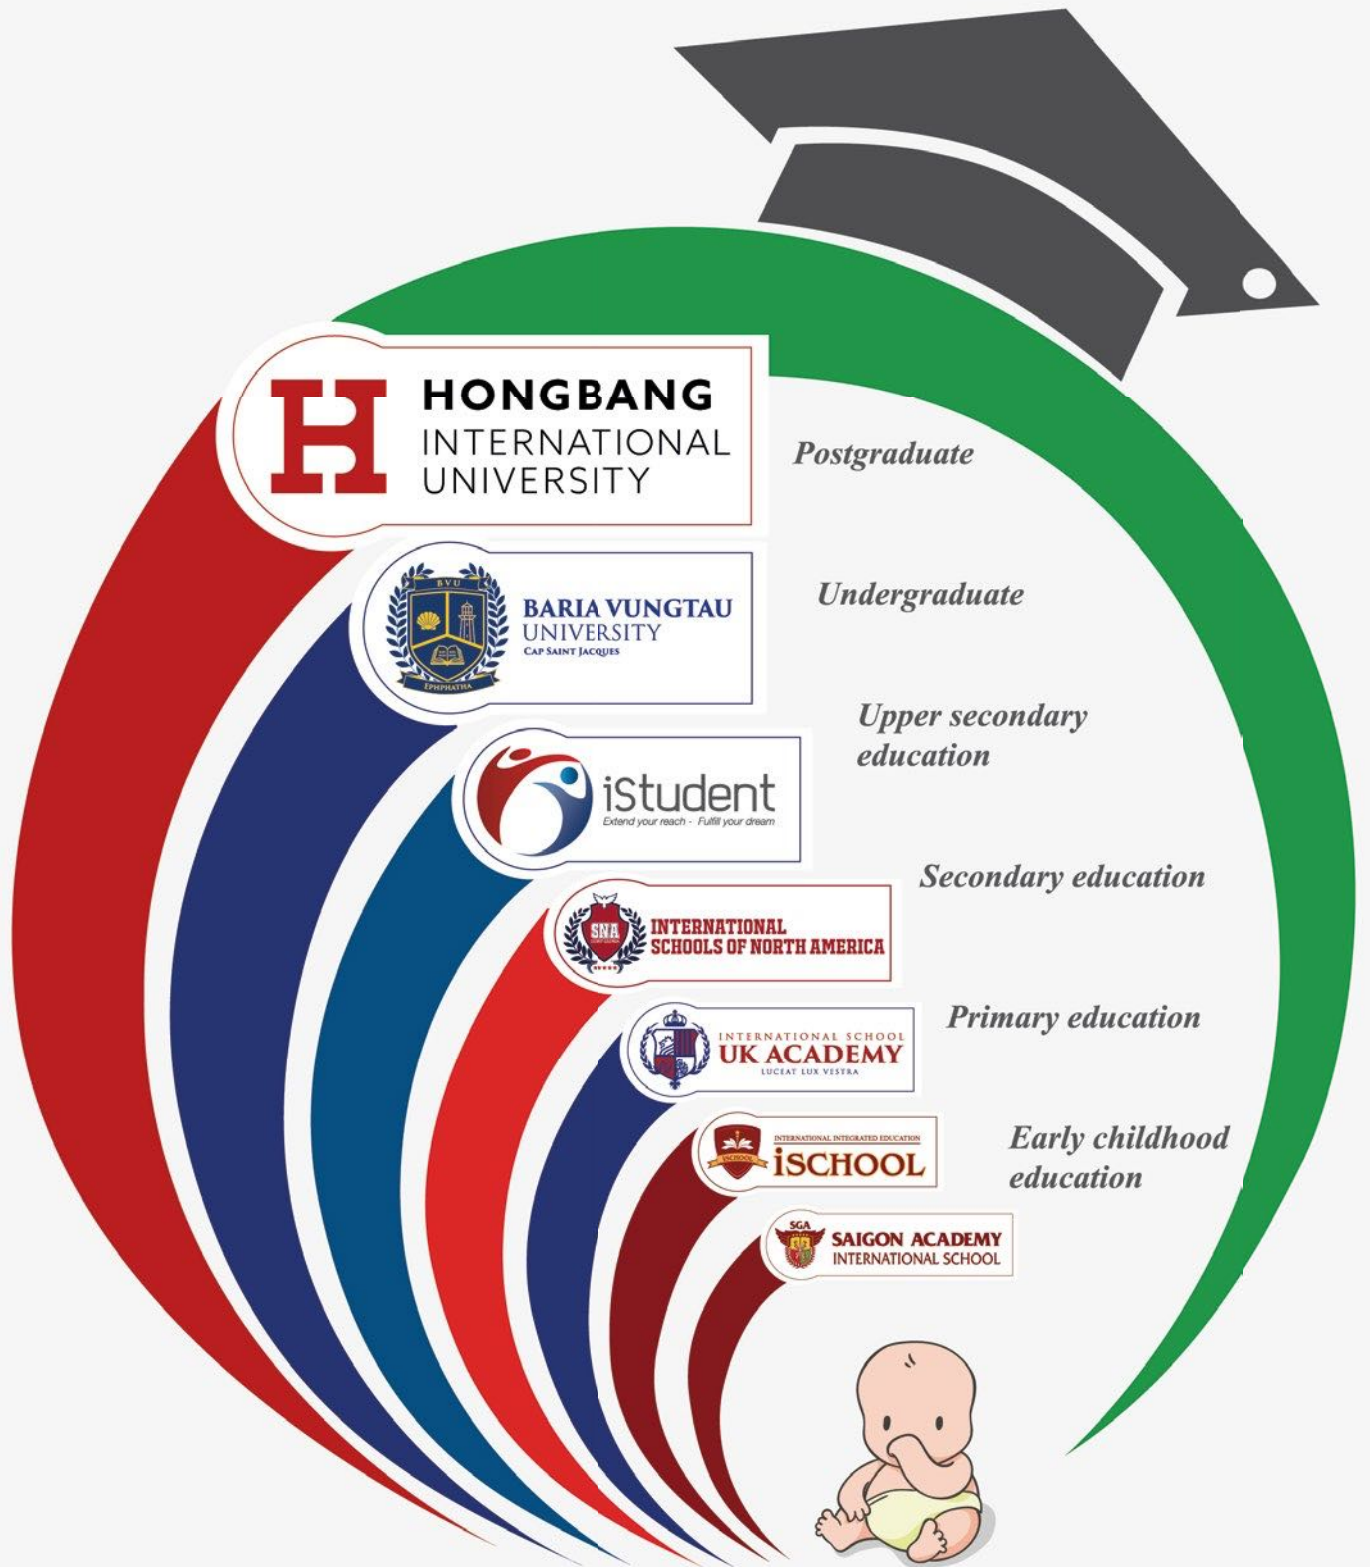 HONGBANG
INTERNATIONAL
UNIVERSITY
Postgraduate
BVU
EPHPHATHA
BARIA VUNGTAU
UNIVERSITY
CAP SAINT JACQUES
Undergraduate
Upper secondary
education
iStudent
Extend your reach - Fulfill your dream
Secondary education
SNA
INTERNATIONAL
SCHOOLS OF NORTH AMERICA
Primary education
INTERNATIONAL SCHOOL
UK ACADEMY
LUCEAT LUX VESTRA
Early childhood
education
ISCHOOL
INTERNATIONAL INTEGRATED EDUCATION
iSCHOOL
SGA
SAIGON ACADEMY
INTERNATIONAL SCHOOL